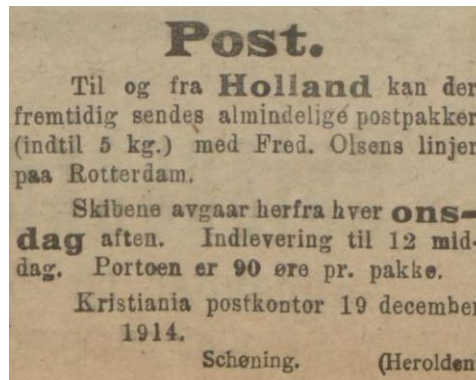 Post.
Til og fra Holland kan der
fremtidig sendes almindelige postpakker
(indtil 5 kg.) med Fred. Olsens linjer
paa Rotterdam.
Skibene avgaar herfra hver ons-
dag aften. Indlevering til 12 mid-
dag. Portoen er 90 øre pr. pakke.
Kristiania postkontor 19 december
1914.
Schøning. (Herolden